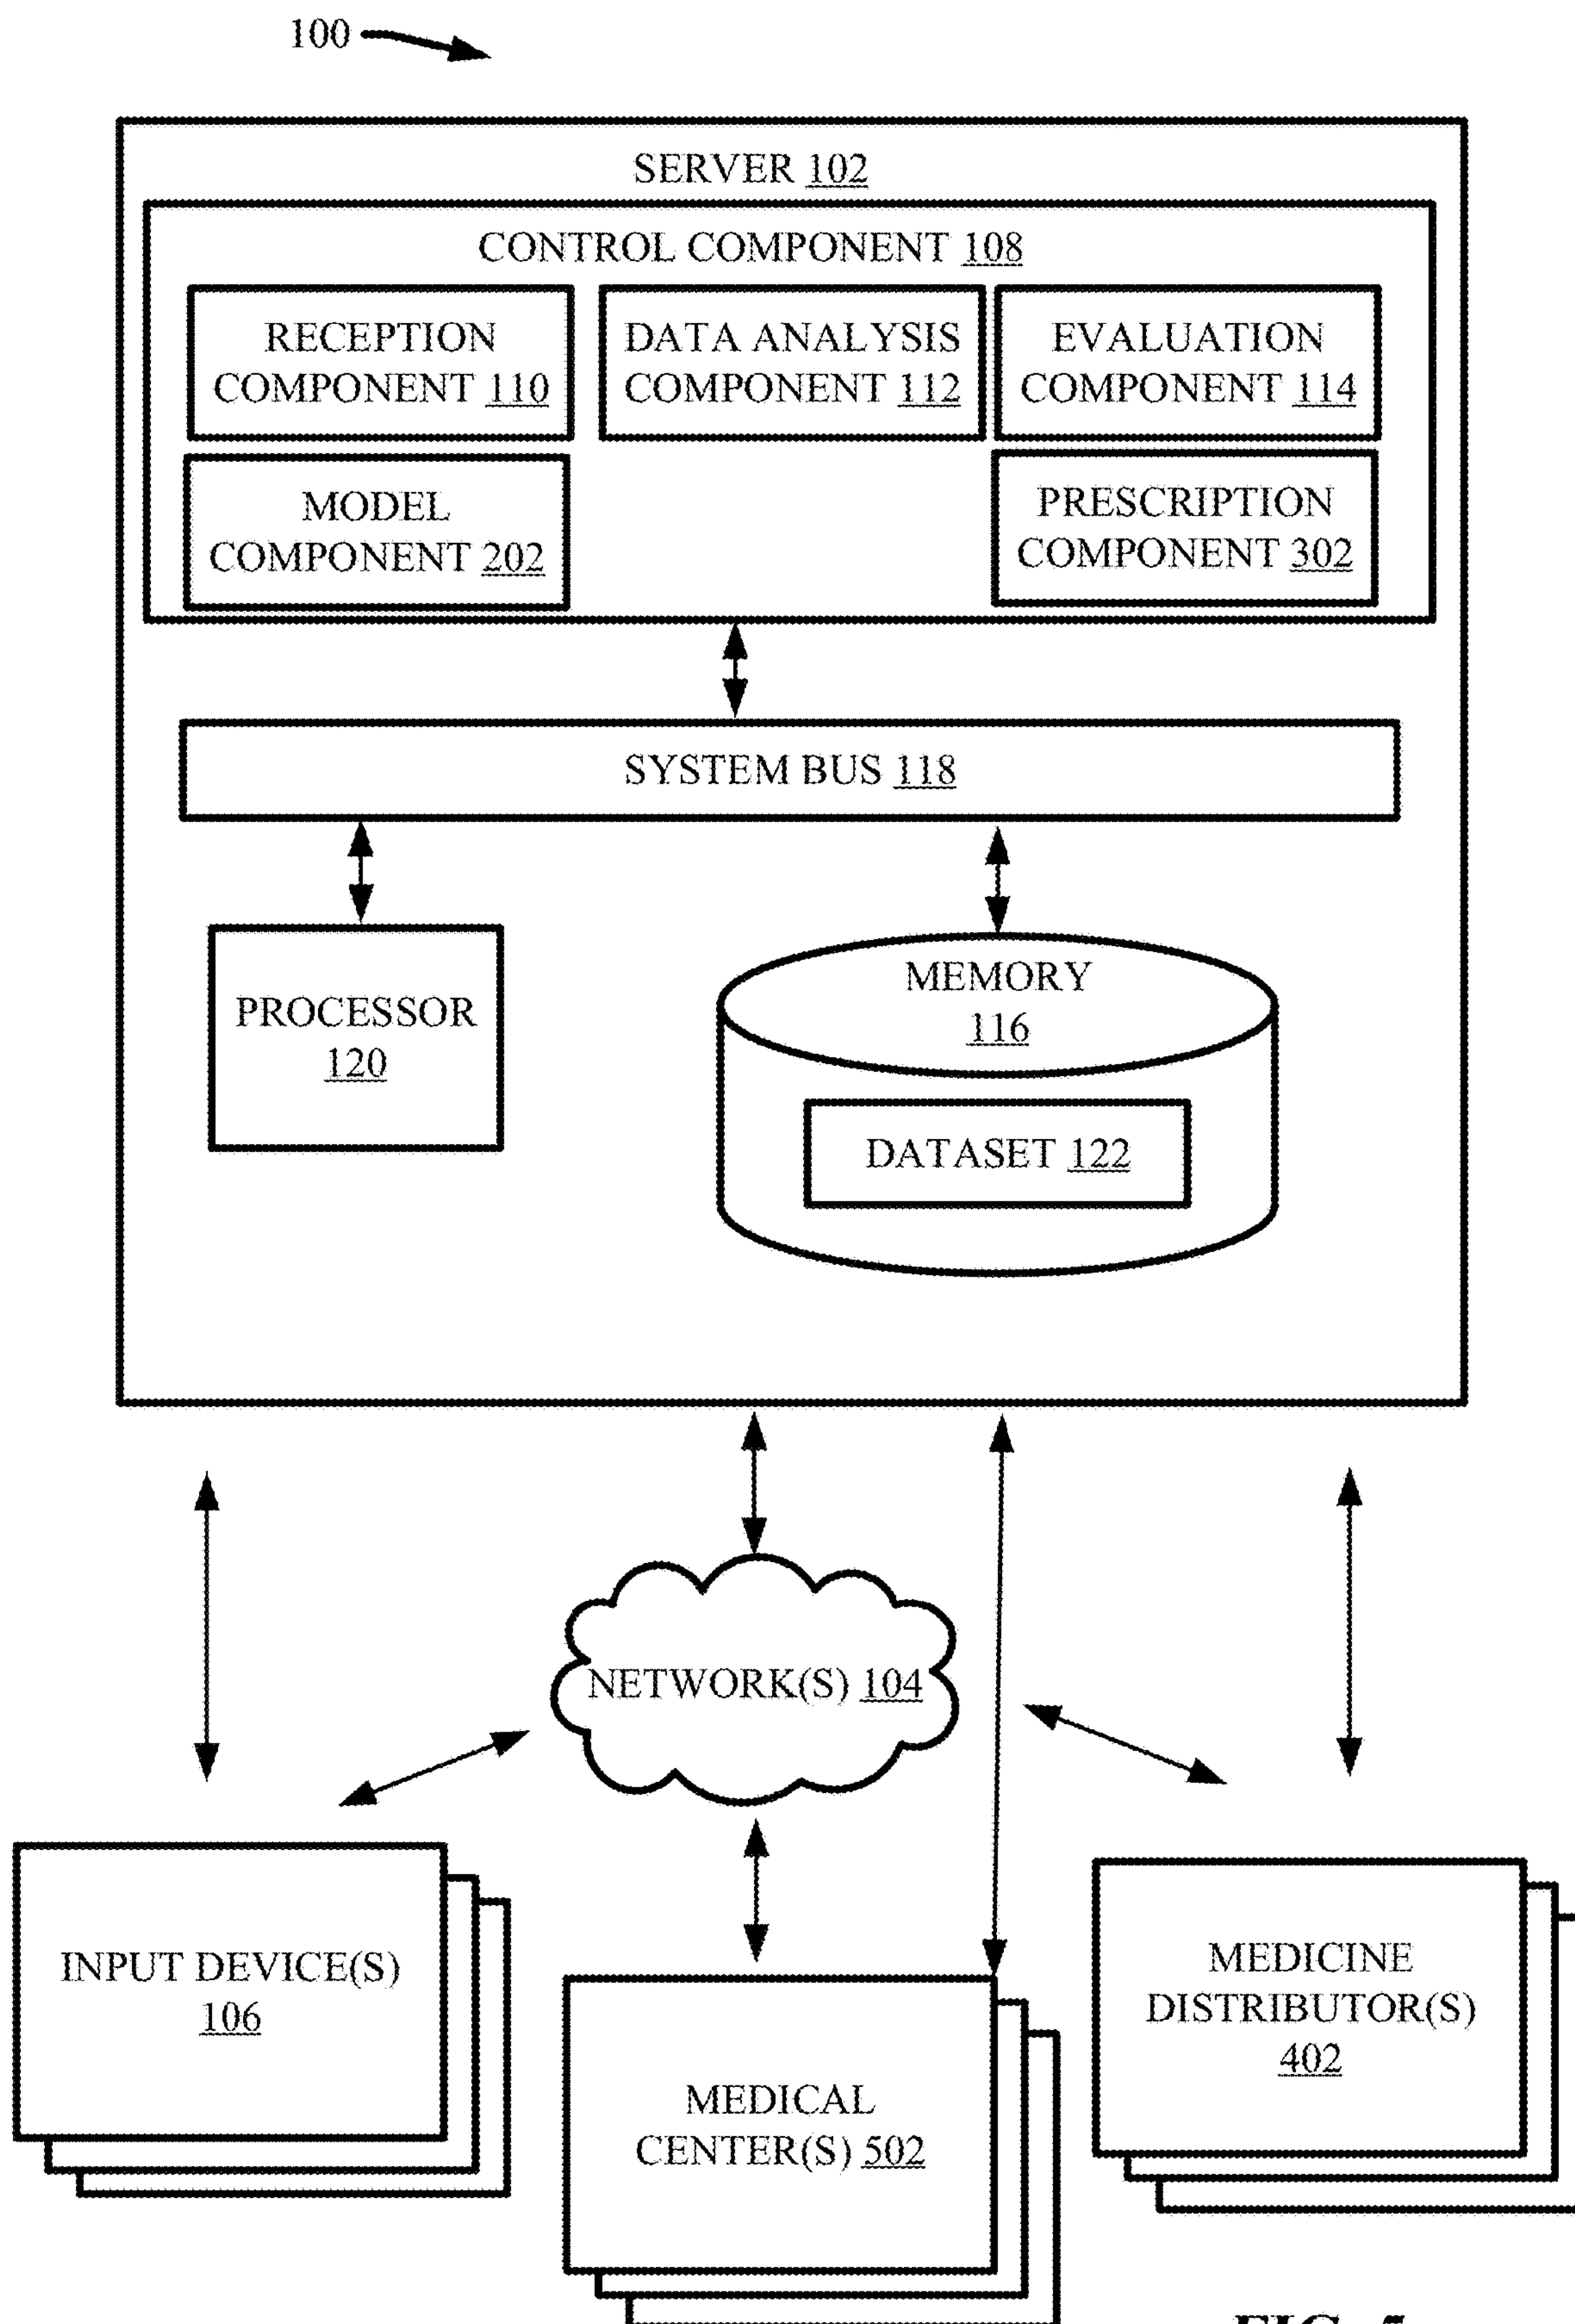 100
SERVER 102
CONTROL COMPONENT 108
RECEPTION
COMPONENT 110
DATA ANALYSIS
COMPONENT 112
EVALUATION
COMPONENT 114
MODEL
COMPONENT 202
PRESCRIPTION
COMPONENT 302
SYSTEM BUS 118
PROCESSOR
120
MEMORY
116
DATASET 122
NETWORK(S) 104
INPUT DEVICE(S)
106
MEDICAL
CENTER(S) 502
MEDICINE
DISTRIBUTOR(S)
402